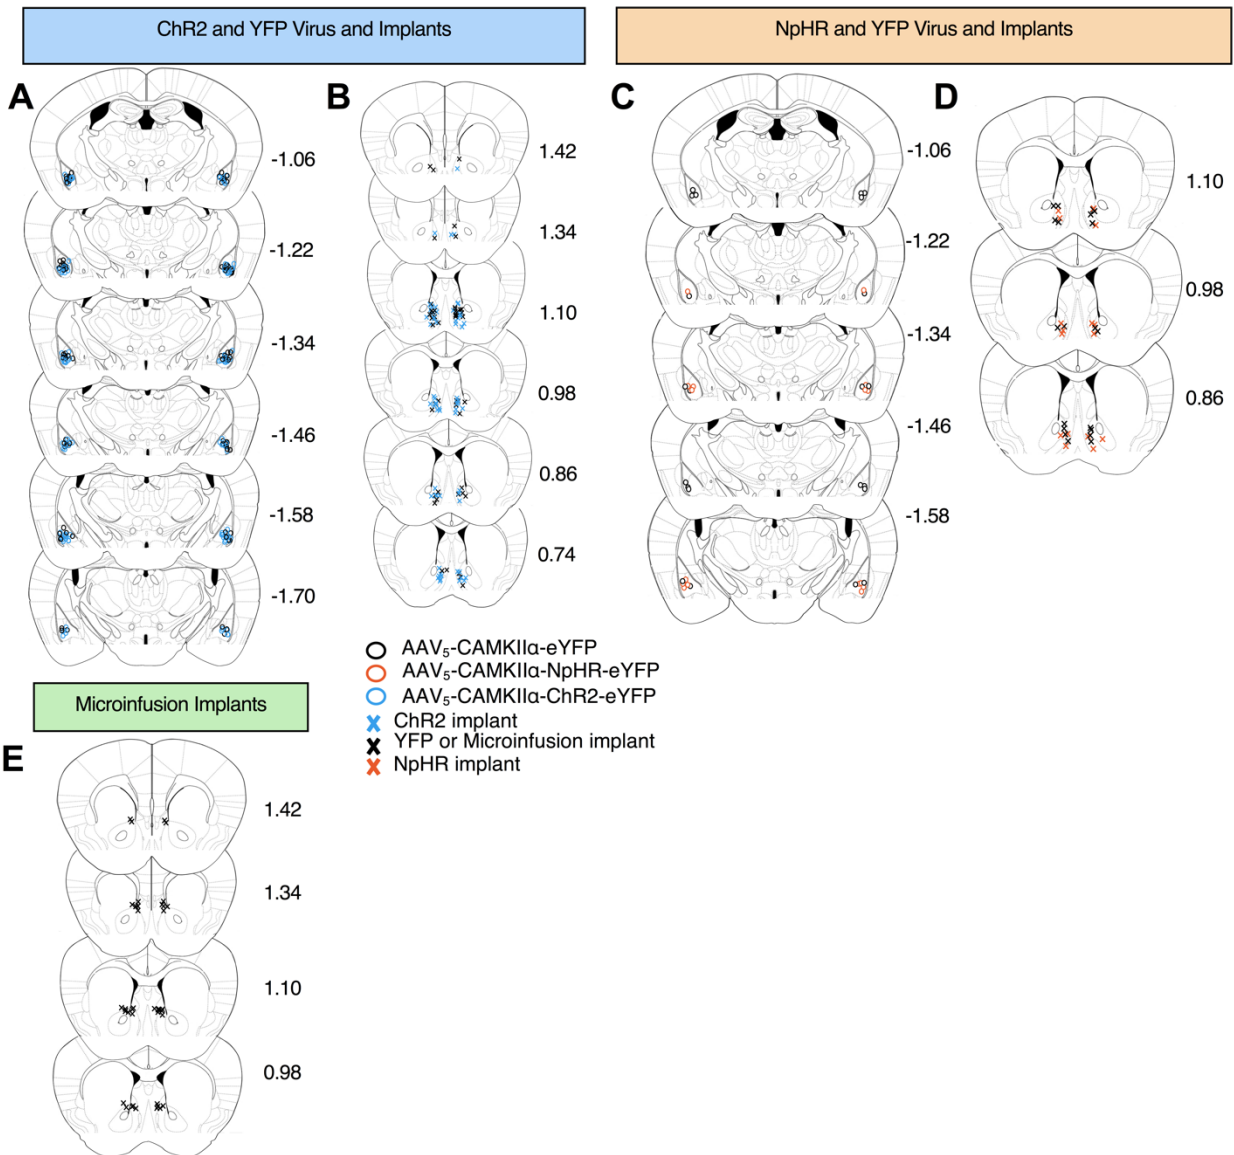 ChR2 and YFP Virus and Implants
NpHR and YFP Virus and Implants
A
B
C
D
-1.06
-1.22
-1.34
-1.46
-1.58
-1.70
1.42
1.34
1.10
0.98
0.86
0.74
-1.06
-1.22
-1.34
-1.46
-1.58
1.10
0.98
0.86
AAV5-CAMKIIα-eYFP
AAV5-CAMKIIα-NpHR-eYFP
AAV5-CAMKIIα-ChR2-eYFP
ChR2 implant
YFP or Microinfusion implant
NpHR implant
Microinfusion Implants
E
1.42
1.34
1.10
0.98